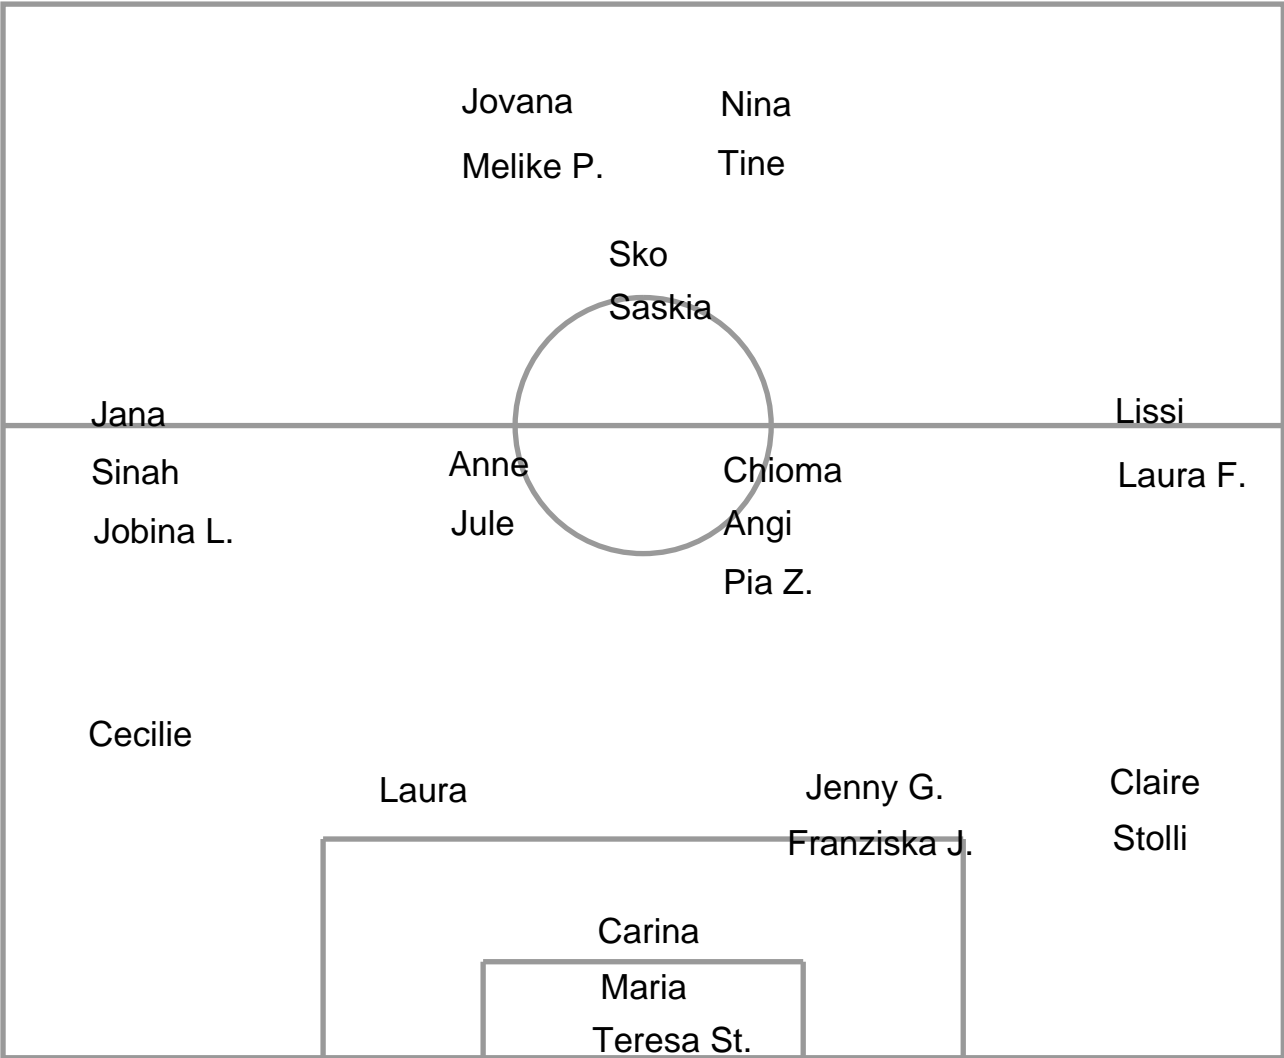 Jovana
Nina
Melike P.
Tine
Sko
Saskia
Jana
Lissi
Sinah
Anne
Chioma
Laura F.
Jobina L.
Jule
Angi
Pia Z.
Cecilie
Laura
Jenny G.
Claire
Franziska J.
Stolli
Carina
Maria
Teresa St.